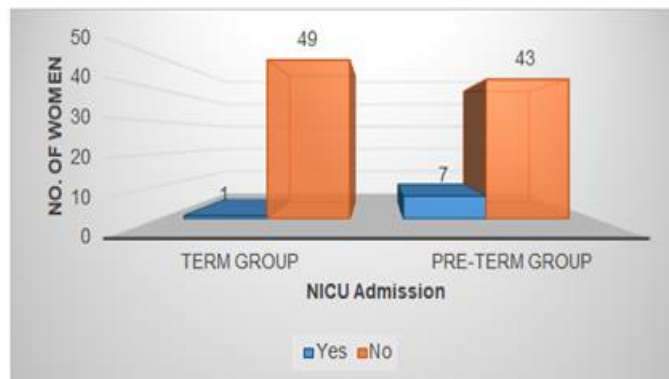 NO. OF WOMEN
50
40
30
20
10
0
1
49
7
43
TERM GROUP
PRE-TERM GROUP
NICU Admission
Yes No